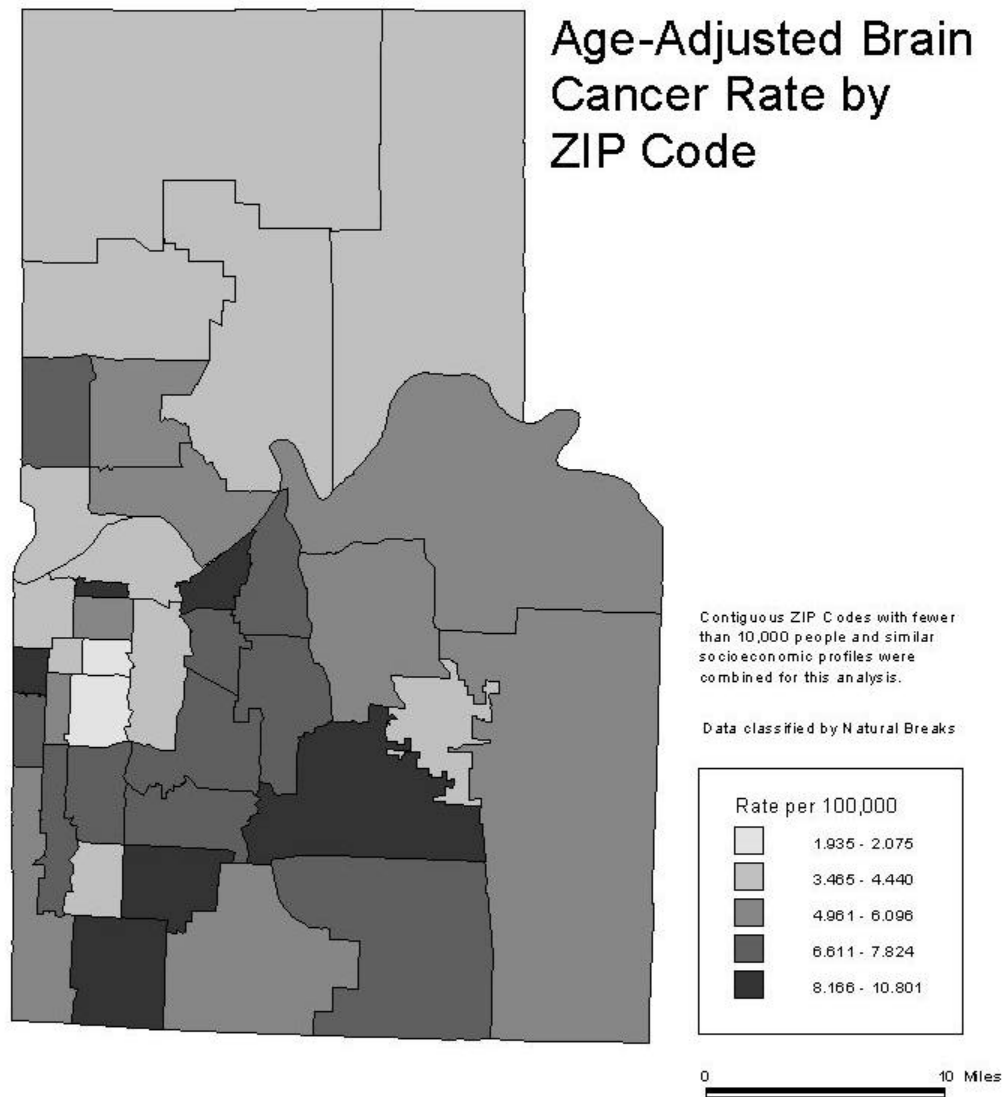 Age-Adjusted Brain
Cancer Rate by
ZIP Code
Contiguous ZIP Codes with fewer
than 10,000 people and similar
socioeconomic profiles were
combined for this analysis.
Data classified by Natural Breaks
Rate per 100,000
1.935 - 2.075
3.465 - 4.440
4.961 - 6.096
6.611 - 7.824
8.166 - 10.801
0 10 Miles